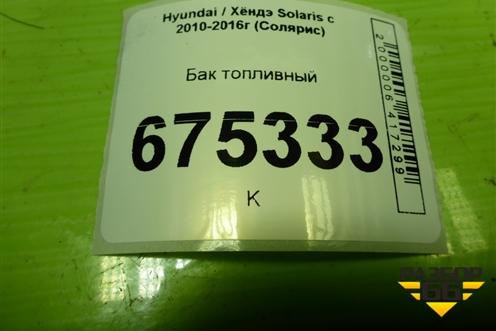 Hyundai / Хёндэ Solaris с
2010-2016г (Солярис)
Бак топливный
675333
К
2000006417299
РАЗБОР
66